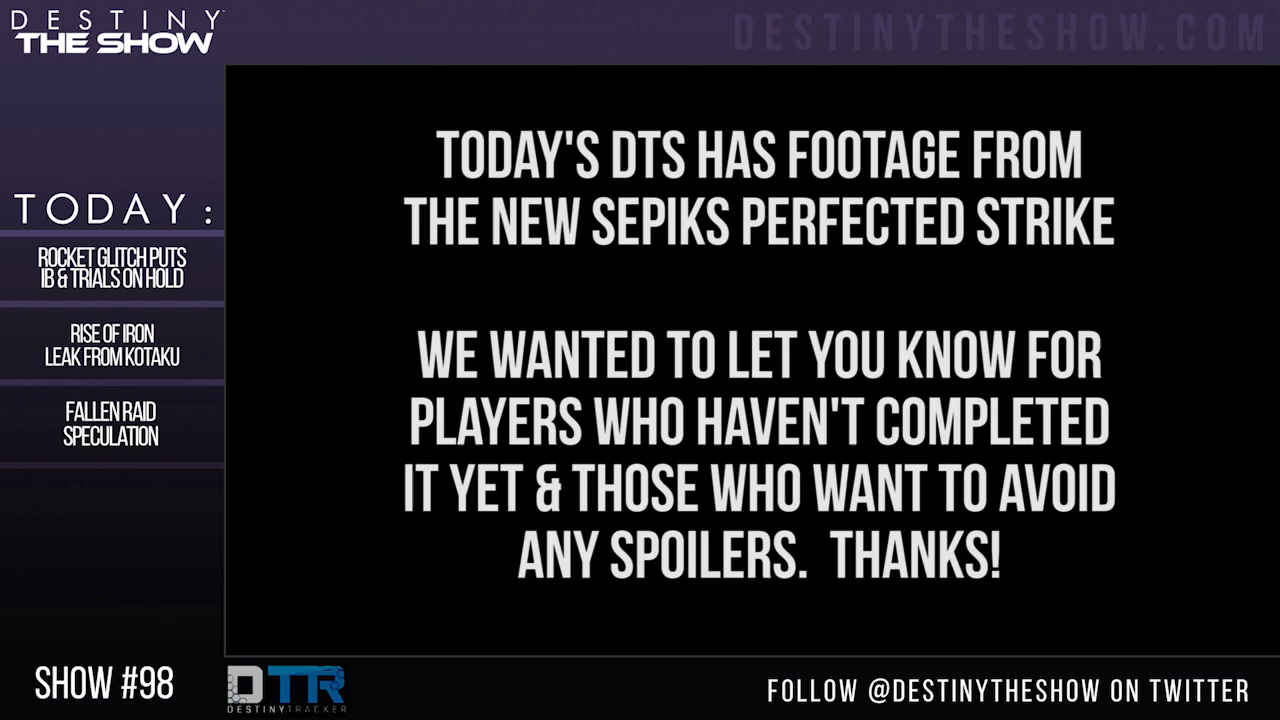 DESTINY
THE SHOW
DESTINYTHESHOW.COM
TODAY:
ROCKET GLITCH PUTS
IB & TRIALS ON HOLD
RISE OF IRON
LEAK FROM KOTAKU
FALLEN RAID
SPECULATION
TODAY'S DTS HAS FOOTAGE FROM
THE NEW SEPIKS PERFECTED STRIKE
WE WANTED TO LET YOU KNOW FOR
PLAYERS WHO HAVEN'T COMPLETED
IT YET & THOSE WHO WANT TO AVOID
ANY SPOILERS. THANKS!
SHOW #98
DTR
DESTINYTRACKER
FOLLOW @DESTINYTHESHOW ON TWITTER